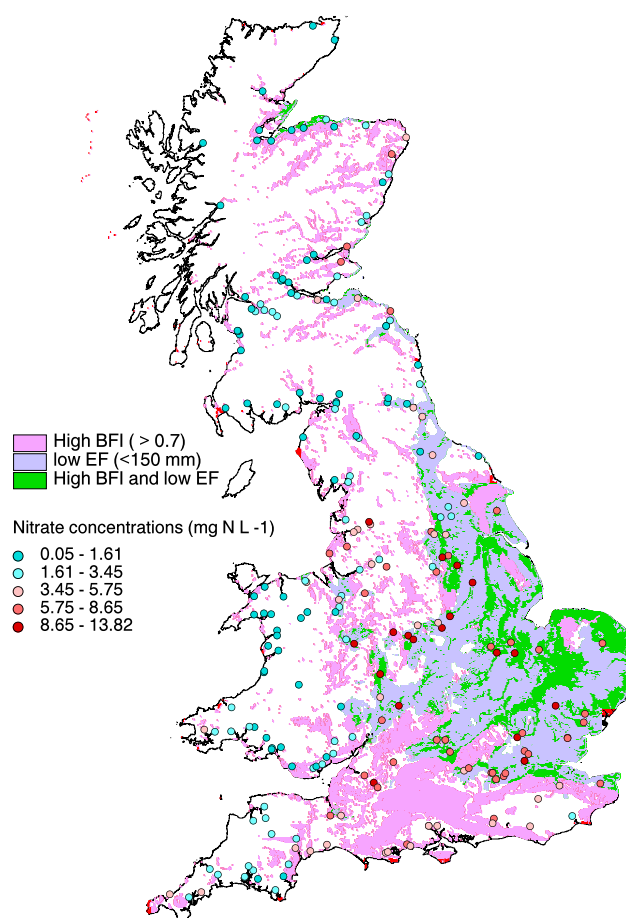 High BFI ( > 0.7)
low EF (<150 mm)
High BFI and low EF
Nitrate concentrations (mg N L -1)
0.05 - 1.61
1.61 - 3.45
3.45 - 5.75
5.75 - 8.65
8.65 - 13.82